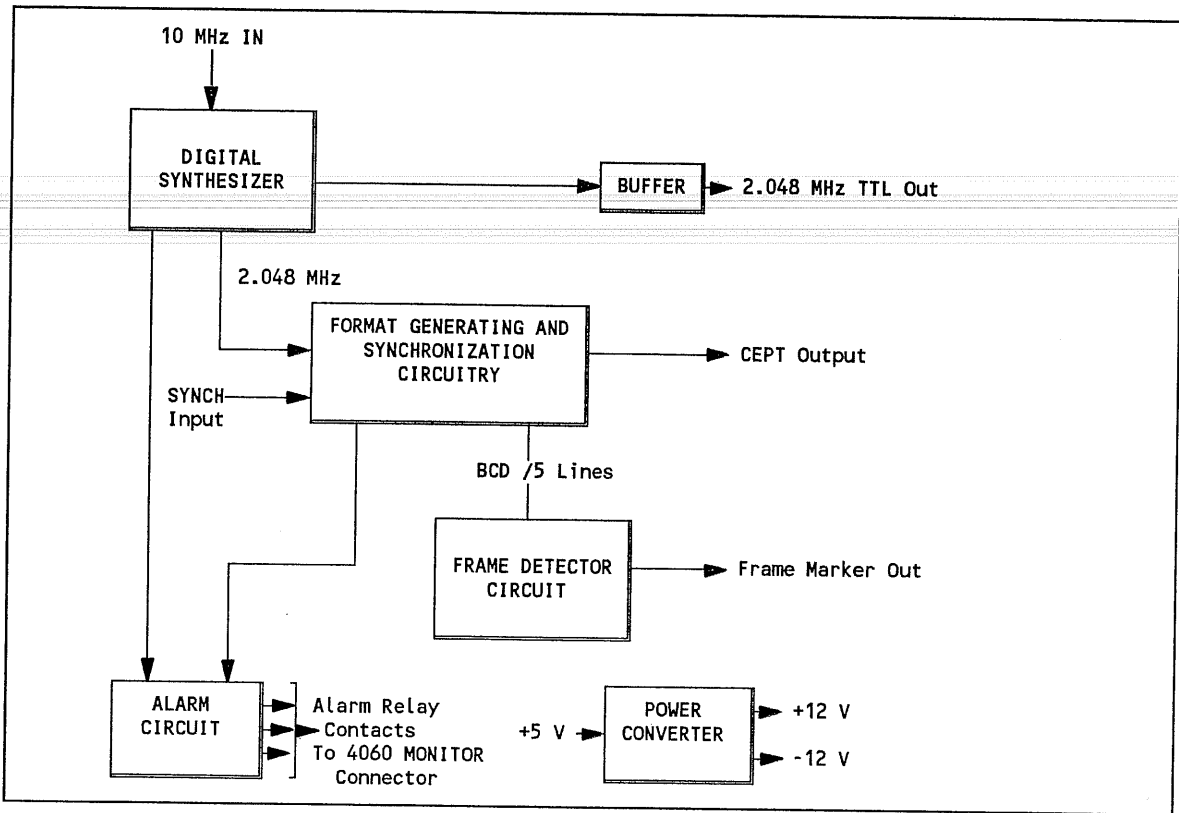 10 MHz IN
DIGITAL
SYNTHESIZER
BUFFER
2.048 MHz TTL Out
2.048 MHz
FORMAT GENERATING AND
SYNCHRONIZATION
CIRCUITRY
CEPT Output
SYNCH
Input
BCD /5 Lines
FRAME DETECTOR
CIRCUIT
Frame Marker Out
ALARM
CIRCUIT
Alarm Relay
Contacts
To 4060 MONITOR
Connector
+5 V
POWER
CONVERTER
+12 V
-12 V